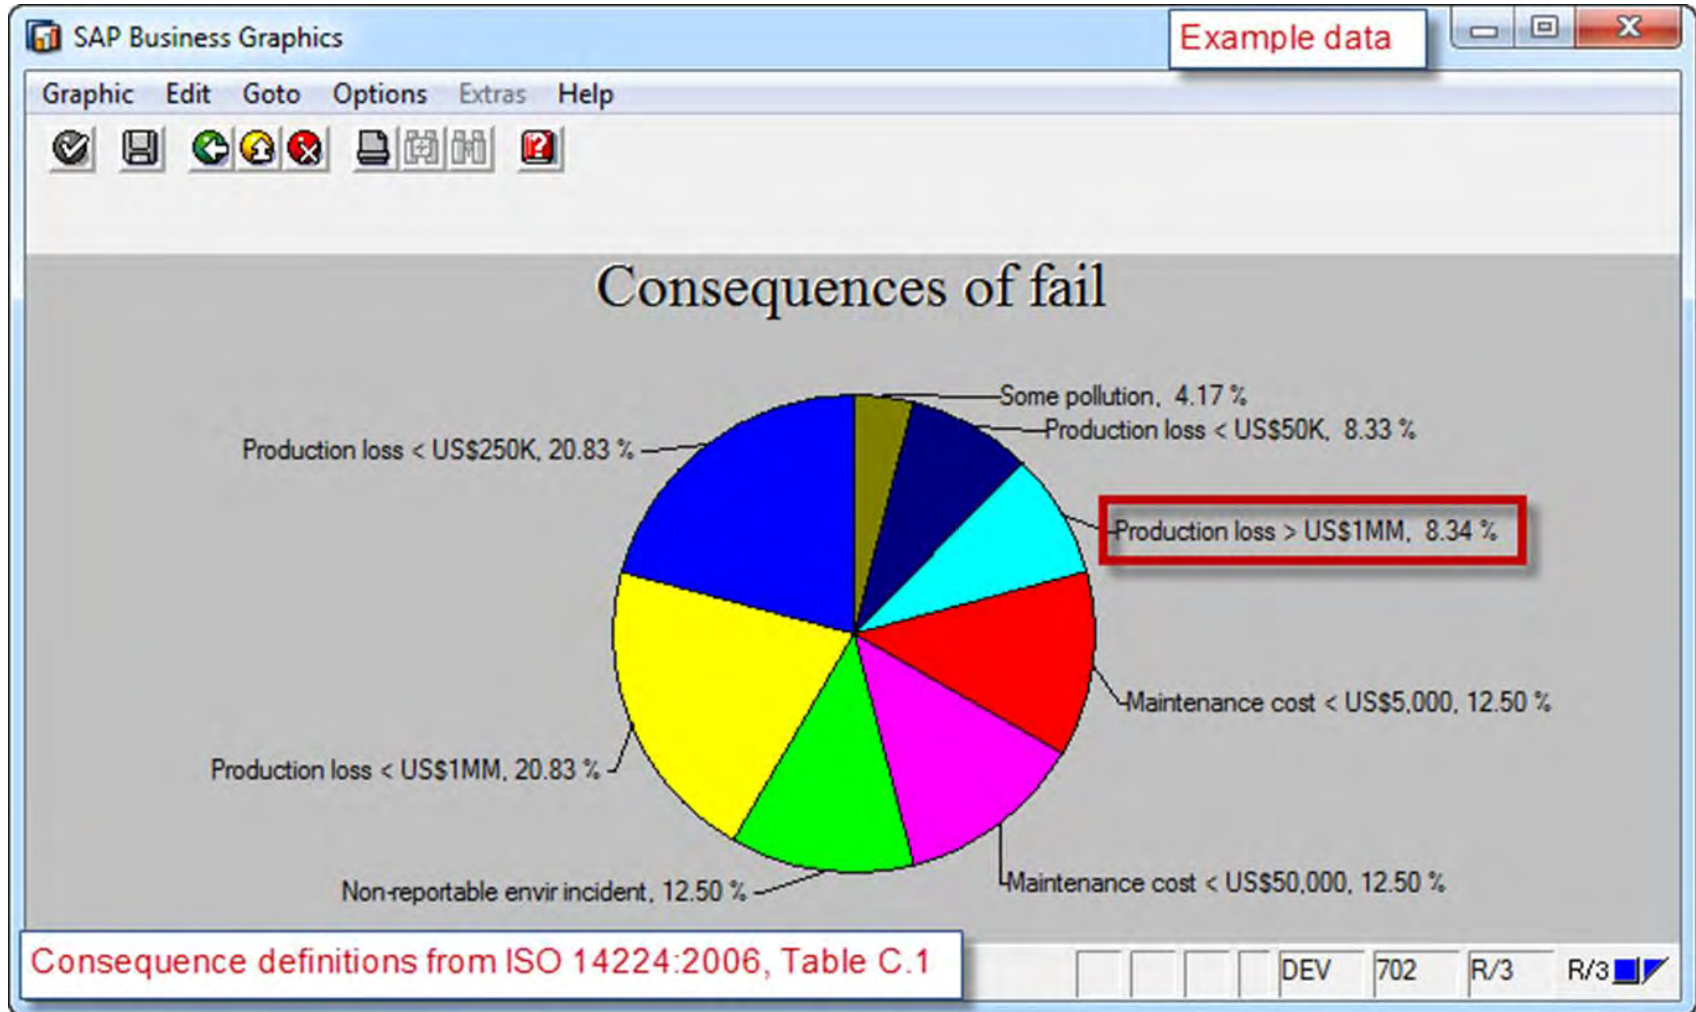 SAP Business Graphics
Example data
Graphic Edit Goto Options Extras Help
Consequences of fail
Some pollution, 4.17 %
Production loss < US$50K, 8.33 %
Production loss < US$250K, 20.83 %
Production loss > US$1MM, 8.34 %
Maintenance cost < US$5,000, 12.50 %
Production loss < US$1MM, 20.83 %
Maintenance cost < US$50,000, 12.50 %
Non-reportable envir incident, 12.50 %
Consequence definitions from ISO 14224:2006, Table C.1
DEV 702 R/3 R/3